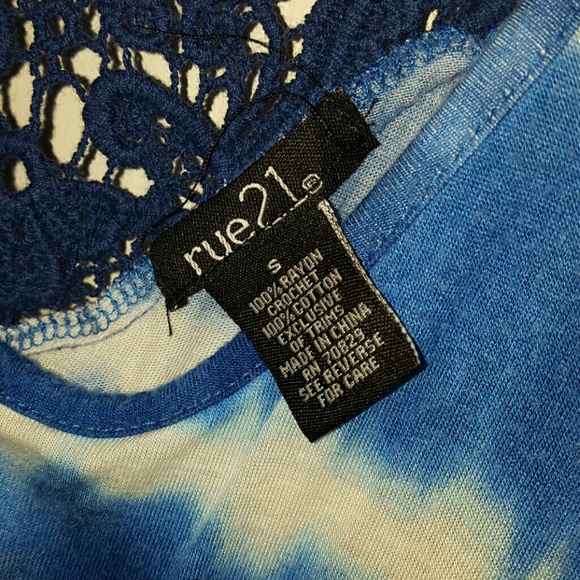 rue21
S
100% RAYON
CROCHET
100% COTTON
EXCLUSIVE
OF TRIMS
MADE IN CHINA
RN 70829
SEE REVERSE
FOR CARE